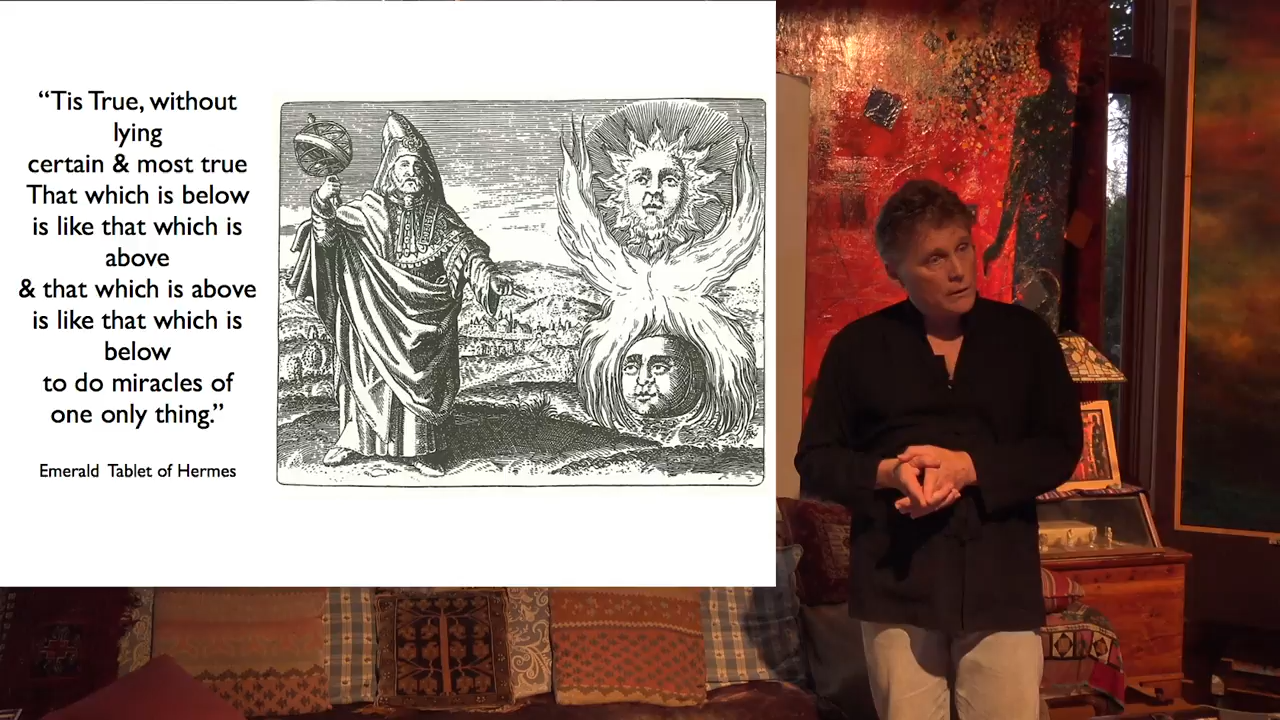 “Tis True, without
lying
certain & most true
That which is below
is like that which is
above
& that which is above
is like that which is
below
to do miracles of
one only thing.”
Emerald Tablet of Hermes